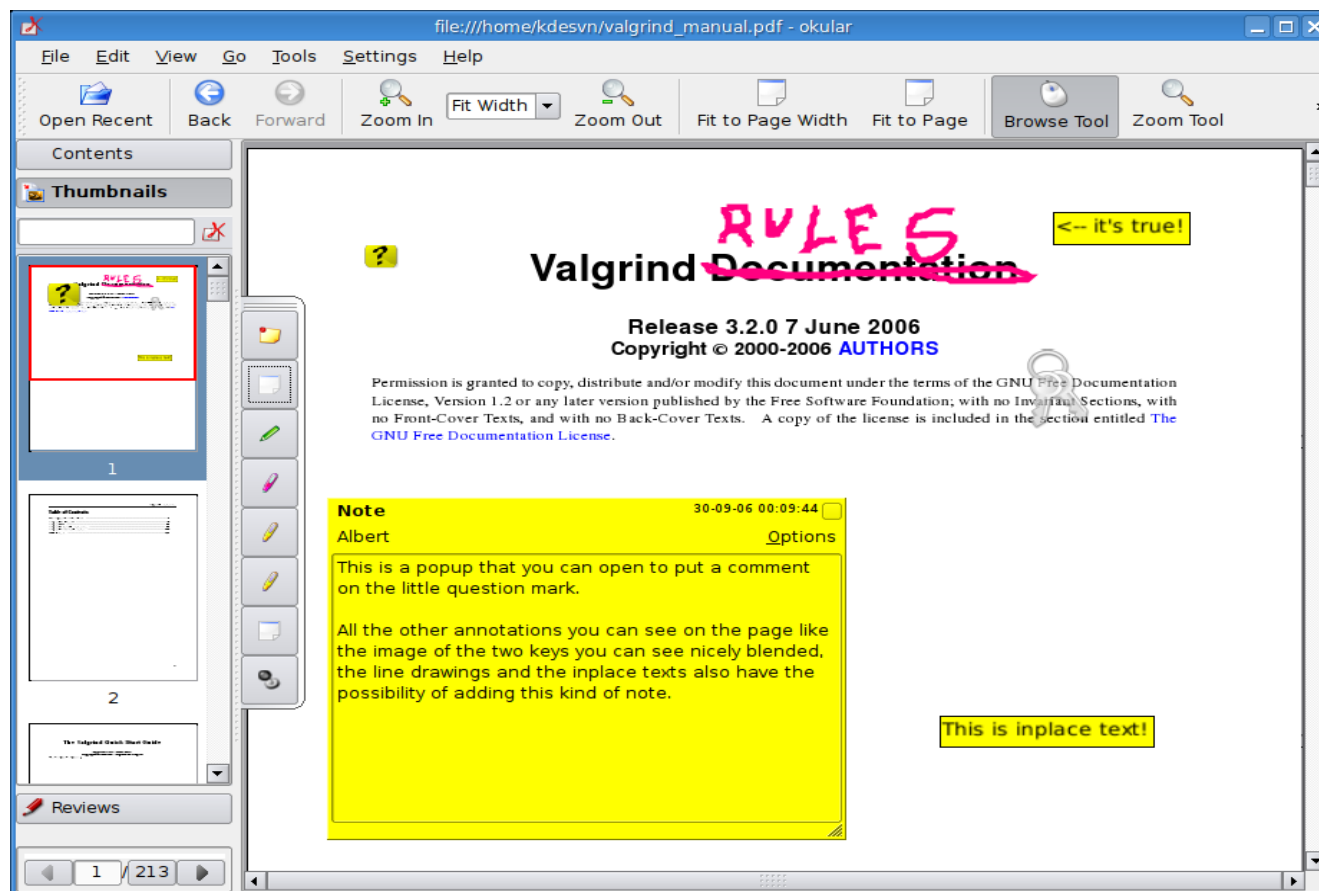 file:///home/kdesvn/valgrind_manual.pdf - okular
File Edit View Go Tools Settings Help
Open Recent Back Forward Zoom In Fit Width Zoom Out Fit to Page Width Fit to Page Browse Tool Zoom Tool
Contents
Thumbnails
1
Table of Contents
2
The Valgrind Quick Start Guide
Reviews
1 / 213
?
RULES
<-- it's true!
Valgrind Documentation
Release 3.2.0 7 June 2006
Copyright © 2000-2006 AUTHORS
Permission is granted to copy, distribute and/or modify this document under the terms of the GNU Free Documentation
License, Version 1.2 or any later version published by the Free Software Foundation; with no Invariant Sections, with
no Front-Cover Texts, and with no Back-Cover Texts. A copy of the license is included in the section entitled The
GNU Free Documentation License.
Note 30-09-06 00:09:44
Albert Options
This is a popup that you can open to put a comment
on the little question mark.
All the other annotations you can see on the page like
the image of the two keys you can see nicely blended,
the line drawings and the inplace texts also have the
possibility of adding this kind of note.
This is inplace text!